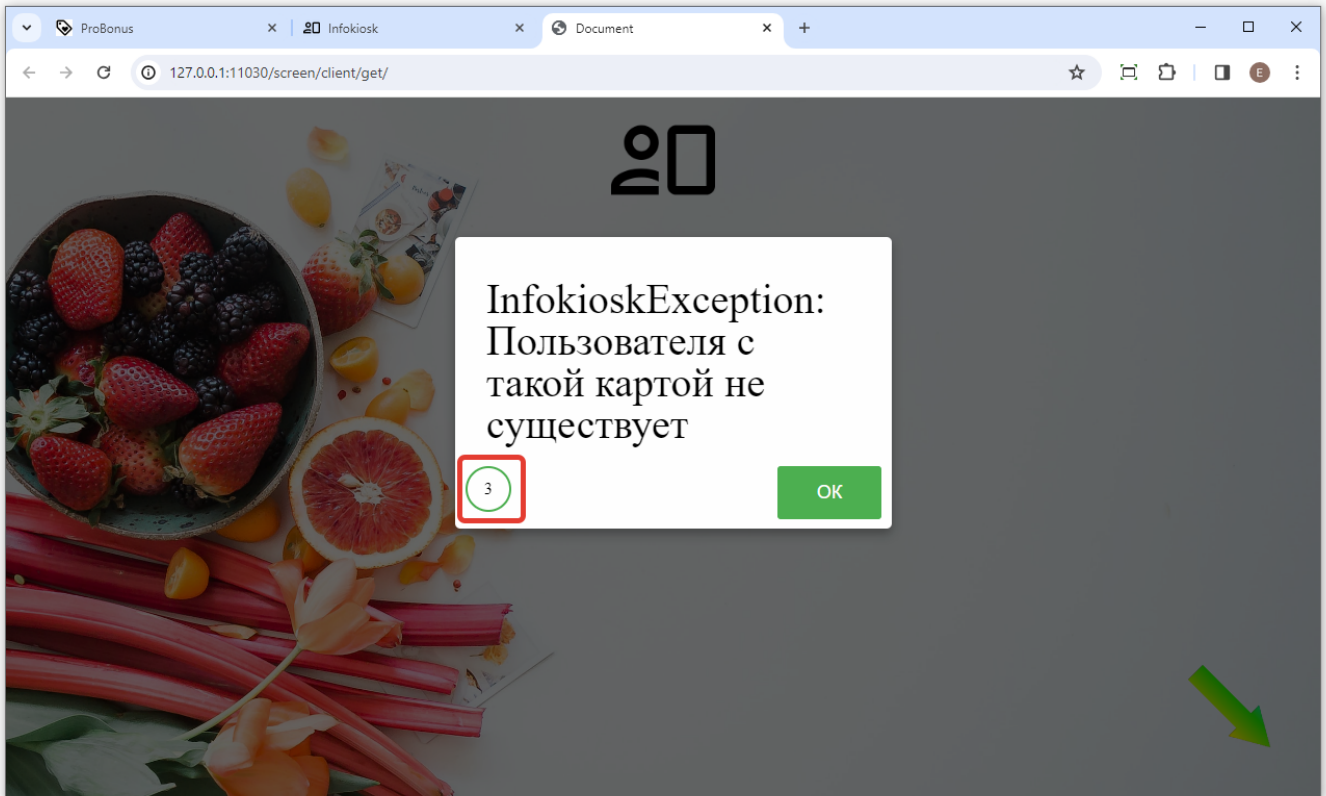 ProBonus
Infokiosk
Document
127.0.0.1:11030/screen/client/get/
E
InfokioskException:
Пользователя с
такой картой не
существует
3
ОК